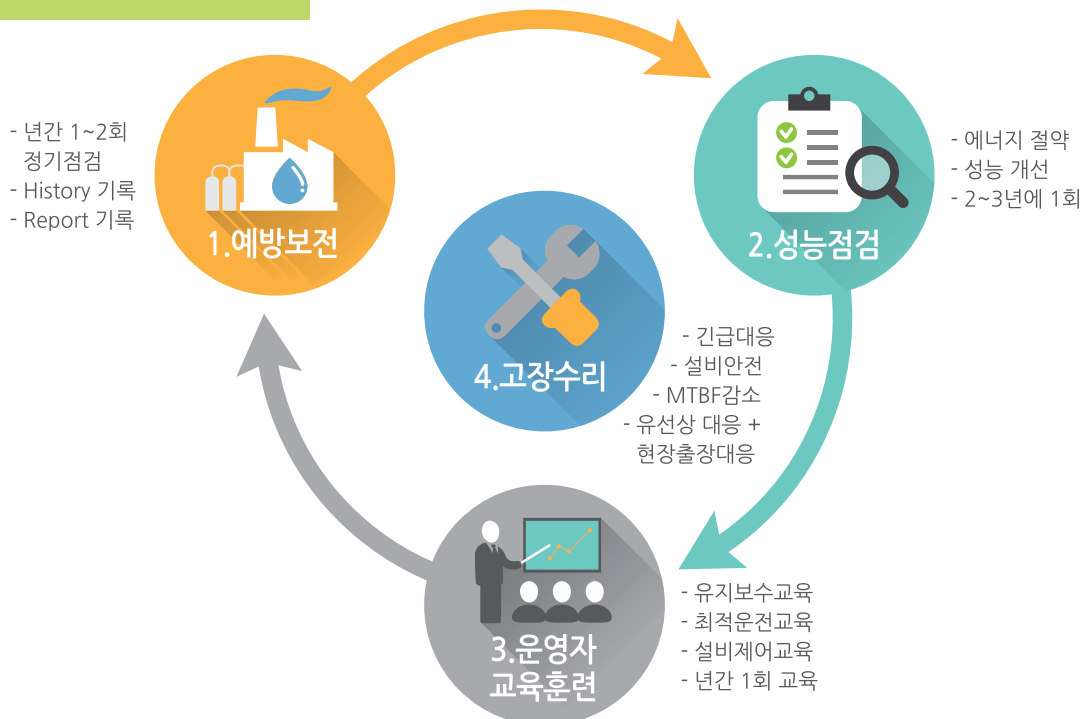 - 년간 1~2회
정기점검
- History 기록
- Report 기록
1.예방보전
2.성능점검
- 에너지 절약
- 성능 개선
- 2~3년에 1회
4.고장수리
- 긴급대응
- 설비안전
- MTBF감소
- 유선상 대응 +
현장출장대응
3.운영자
교육훈련
- 유지보수교육
- 최적운전교육
- 설비제어교육
- 년간 1회 교육